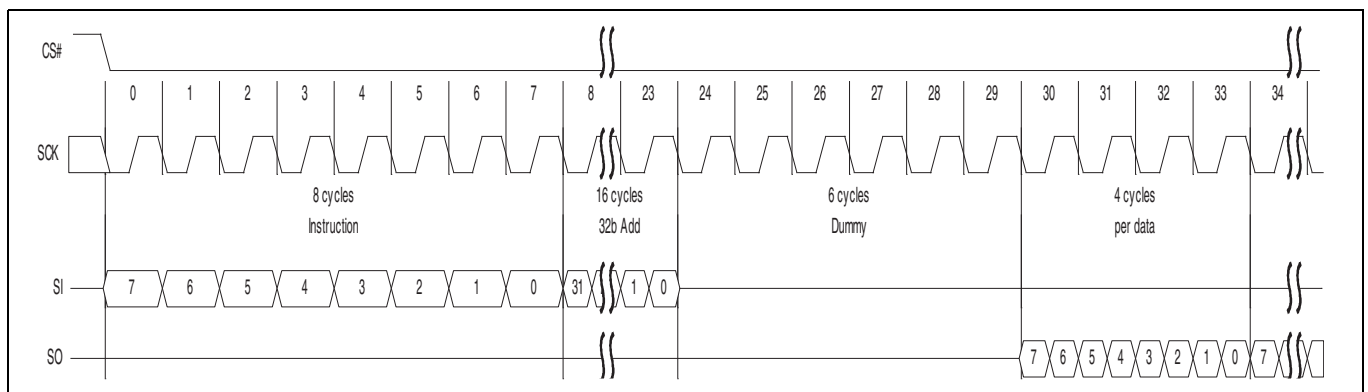 CS#
0 1 2 3 4 5 6 7 8 23 24 25 26 27 28 29 30 31 32 33 34
SCK
8 cycles 16 cycles 6 cycles 4 cycles
Instruction 32b Add Dummy per data
SI 7 6 5 4 3 2 1 0 31 1 0
SO 7 6 5 4 3 2 1 0 7